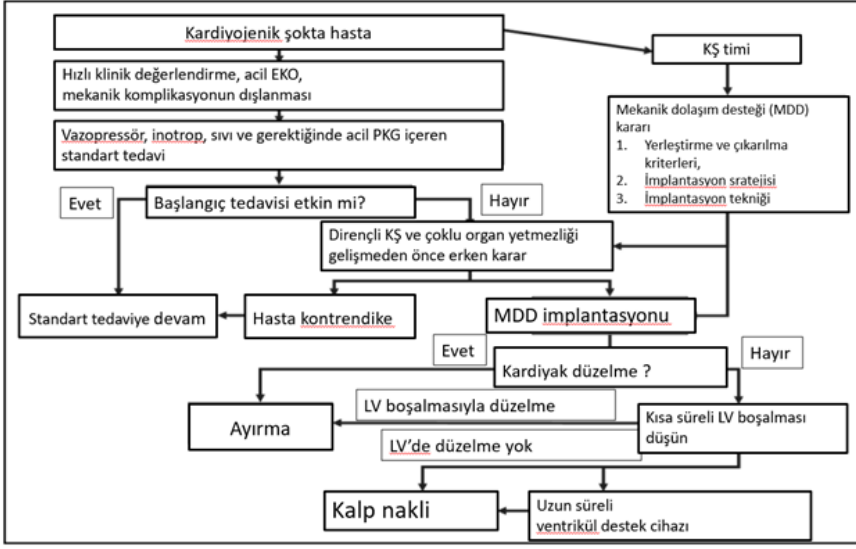 Kardiyojenik şokta hasta
KŞ timi
Hızlı klinik değerlendirme, acil EKO,
mekanik komplikasyonun dışlanması
Mekanik dolaşım desteği (MDD)
kararı
1. Yerleştirme ve çıkarılma
kriterleri,
2. İmplantasyon sratejisi
3. İmplantasyon tekniği
Vazopressör, inotrop, sıvı ve gerektiğinde acil PKG içeren
standart tedavi
Evet
Başlangıç tedavisi etkin mi?
Hayır
Dirençli KŞ ve çoklu organ yetmezliği
gelişmeden önce erken karar
Standart tedaviye devam
Hasta kontrendike
MDD implantasyonu
Evet
Kardiyak düzelme ?
Hayır
LV boşalmasıyla düzelme
Ayırma
Kısa süreli LV boşalması
düşün
LV’de düzelme yok
Kalp nakli
Uzun süreli
ventrikül destek cihazı